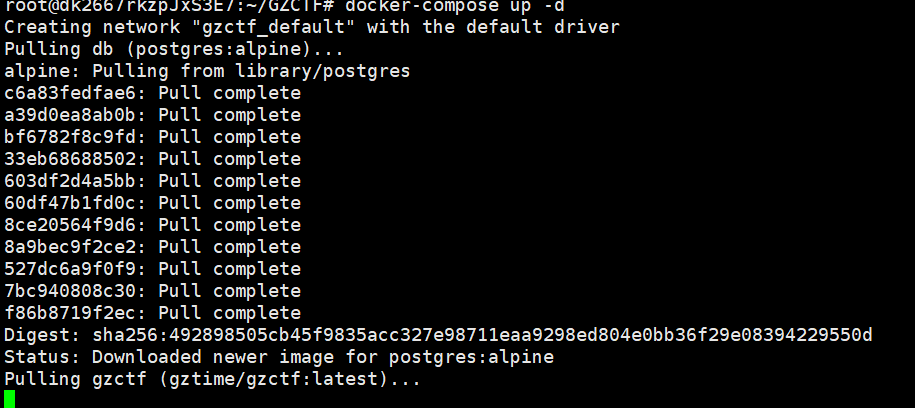 root@dk2667rkzpJxS3E7:~/GZCTF# docker-compose up -d
Creating network "gzctf_default" with the default driver
Pulling db (postgres:alpine)...
alpine: Pulling from library/postgres
c6a83fedfae6: Pull complete
a39d0ea8ab0b: Pull complete
bf6782f8c9fd: Pull complete
33eb68688502: Pull complete
603df2d4a5bb: Pull complete
60df47b1fd0c: Pull complete
8ce20564f9d6: Pull complete
8a9bec9f2ce2: Pull complete
527dc6a9f0f9: Pull complete
7bc940808c30: Pull complete
f86b8719f2ec: Pull complete
Digest: sha256:492898505cb45f9835acc327e98711eaa9298ed804e0bb36f29e08394229550d
Status: Downloaded newer image for postgres:alpine
Pulling gzctf (gztime/gzctf:latest)...